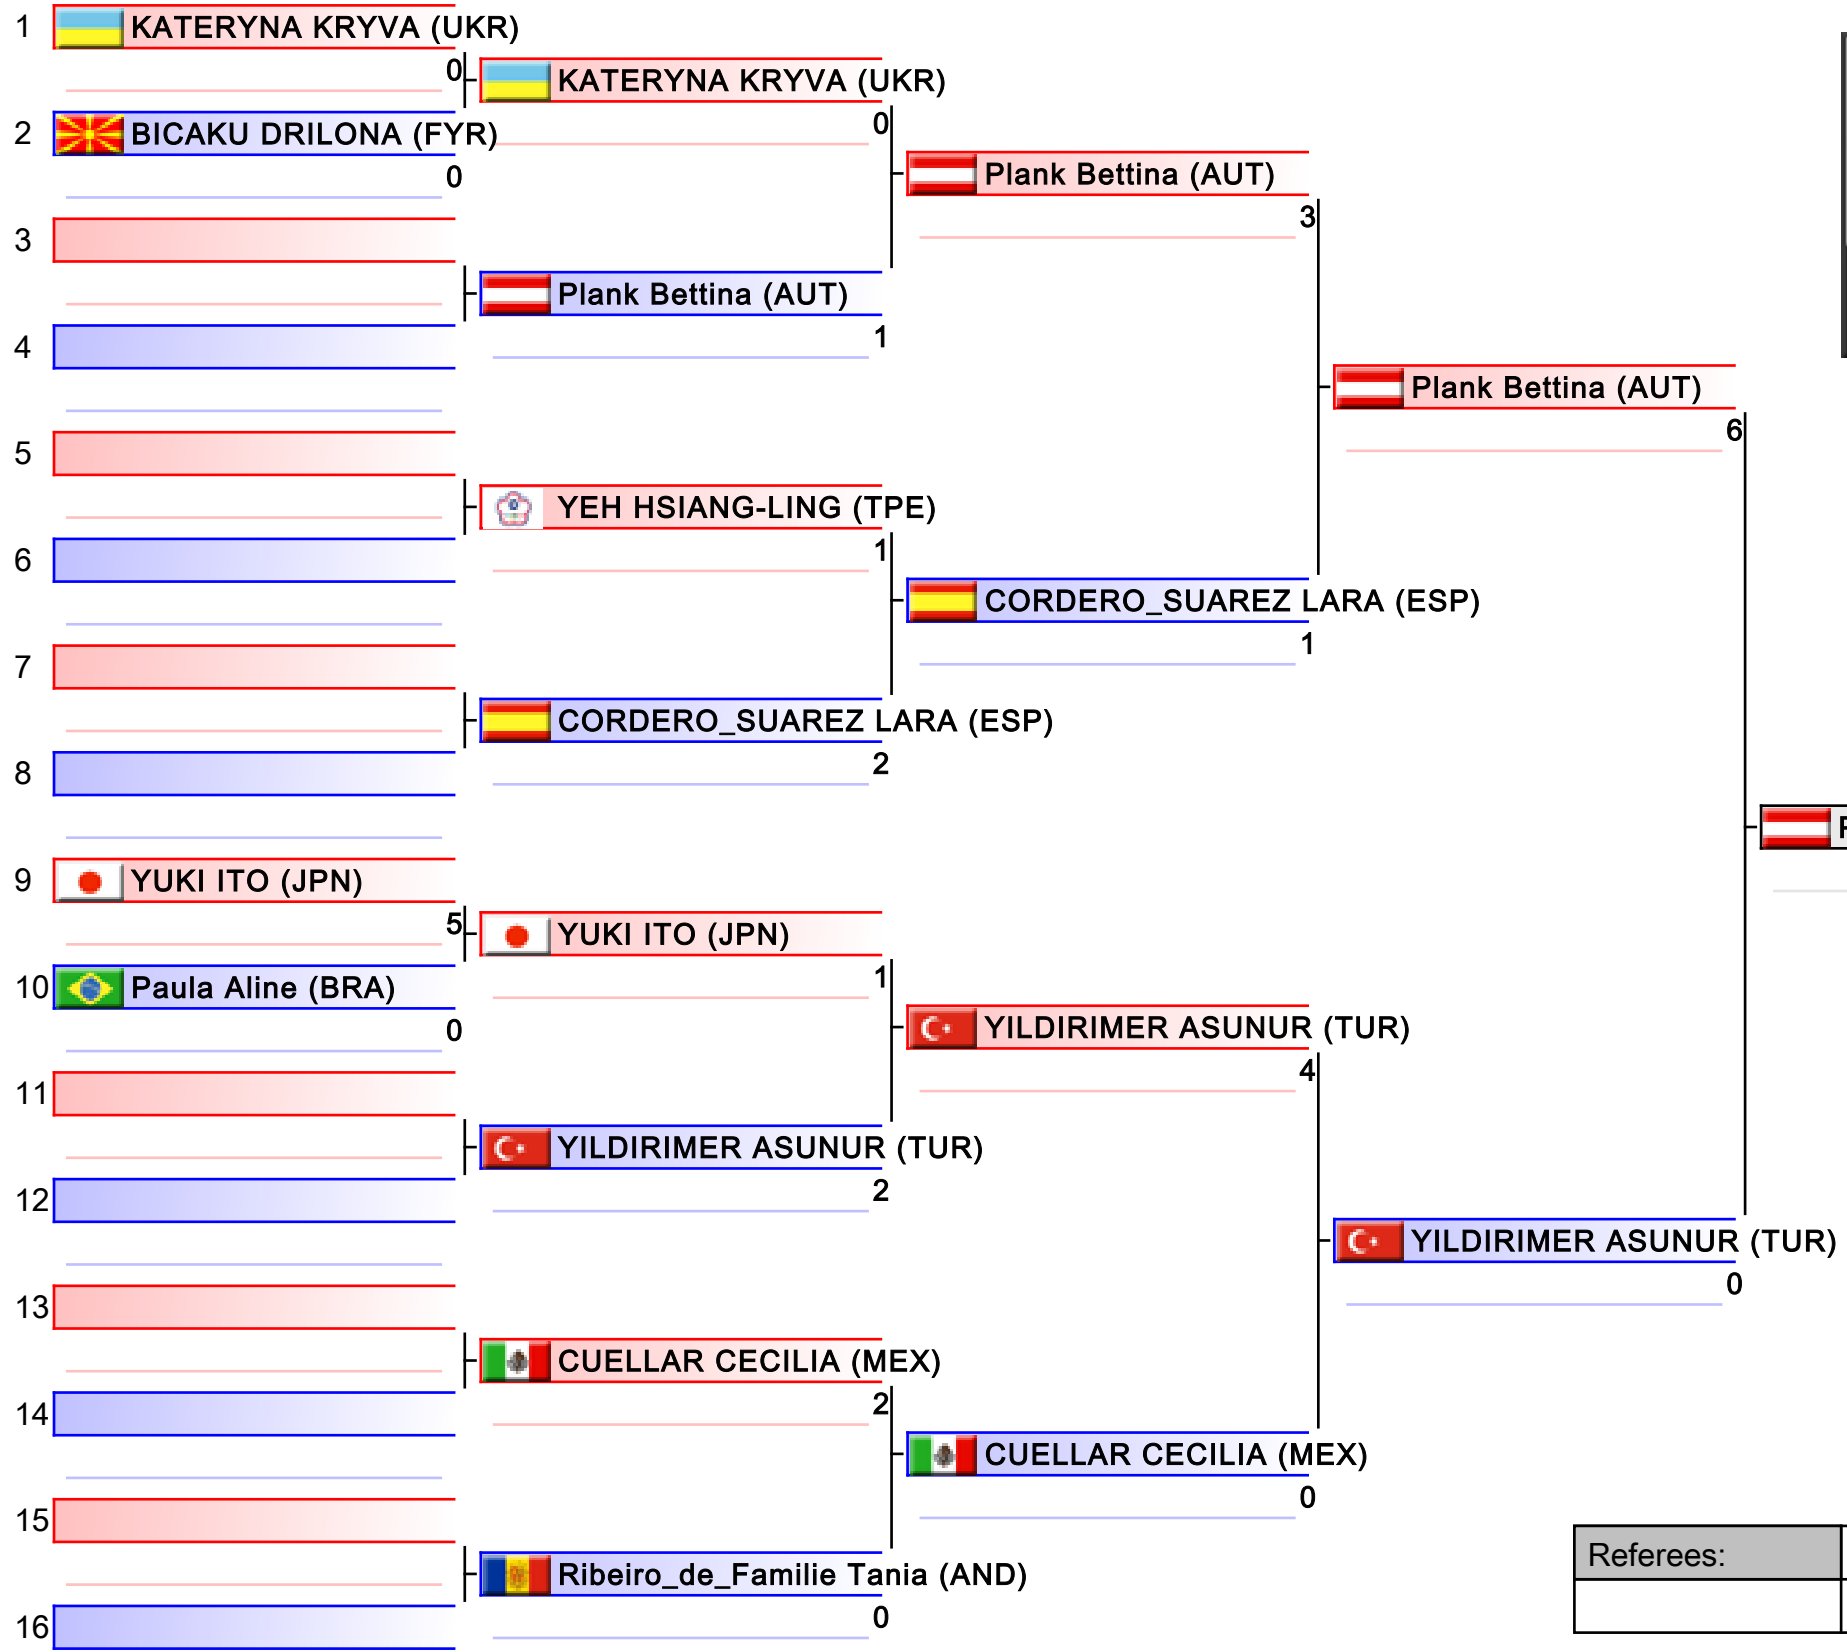 1 KATERYNA KRYVA (UKR)
0
KATERYNA KRYVA (UKR)
0
2 BICAKU DRILONA (FYR)
0
Plank Bettina (AUT)
3
3
Plank Bettina (AUT)
1
4
Plank Bettina (AUT)
6
5
YEH HSIANG-LING (TPE)
1
6
CORDERO_SUAREZ LARA (ESP)
1
7
CORDERO_SUAREZ LARA (ESP)
2
8
9 YUKI ITO (JPN)
5
YUKI ITO (JPN)
1
10 Paula Aline (BRA)
0
YILDIRIMER ASUNUR (TUR)
4
11
YILDIRIMER ASUNUR (TUR)
2
12
YILDIRIMER ASUNUR (TUR)
0
13
CUELLAR CECILIA (MEX)
2
14
CUELLAR CECILIA (MEX)
0
15
Ribeiro_de_Familie Tania (AND)
0
16
Referees: